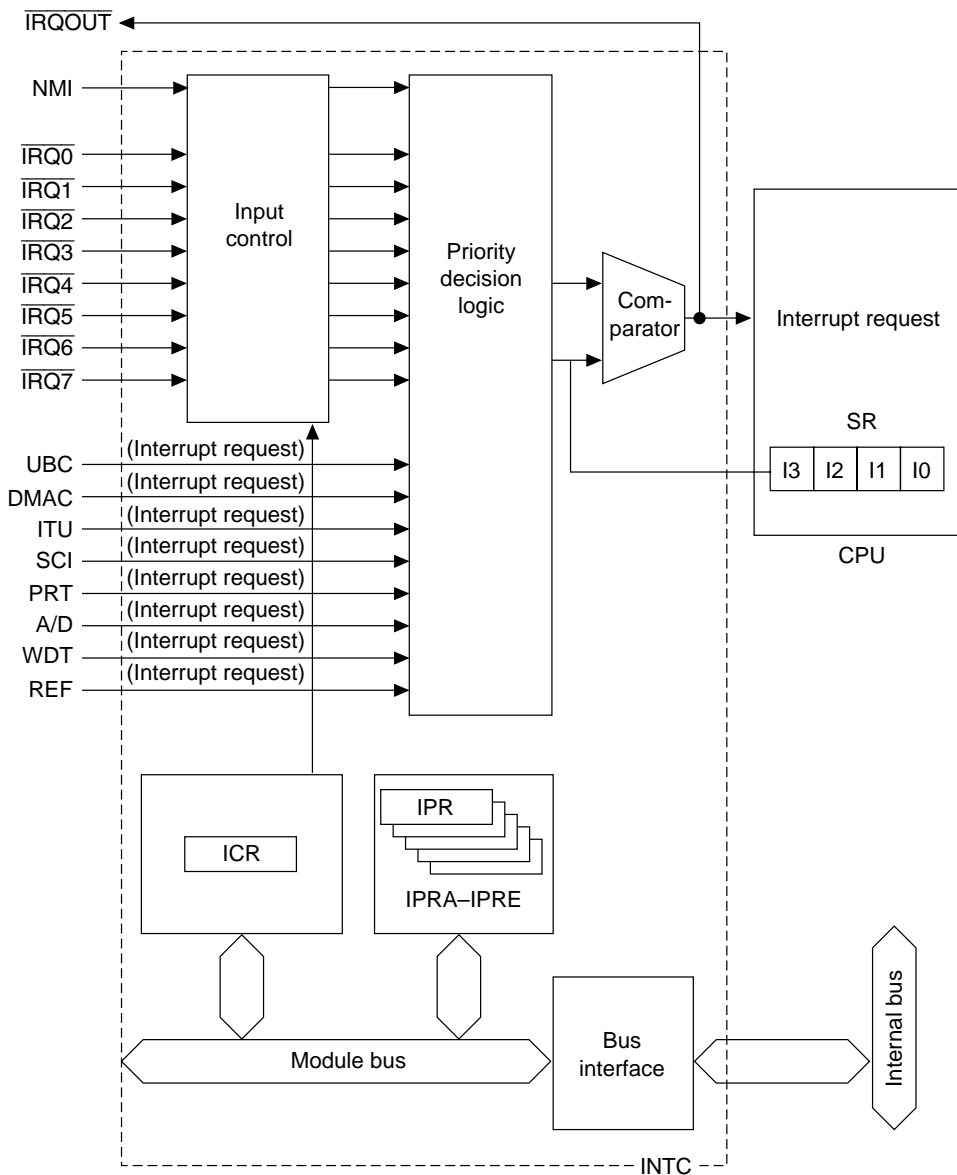 IRQOUT
NMI
IRQ0
IRQ1
IRQ2
IRQ3
IRQ4
IRQ5
IRQ6
IRQ7
Input
control
Priority
decision
logic
Com-
parator
Interrupt request
SR
I3 I2 I1 I0
CPU
UBC (Interrupt request)
DMAC (Interrupt request)
ITU (Interrupt request)
SCI (Interrupt request)
PRT (Interrupt request)
A/D (Interrupt request)
WDT (Interrupt request)
REF (Interrupt request)
ICR
IPR
IPRA–IPRE
Module bus
Bus
interface
Internal bus
INTC